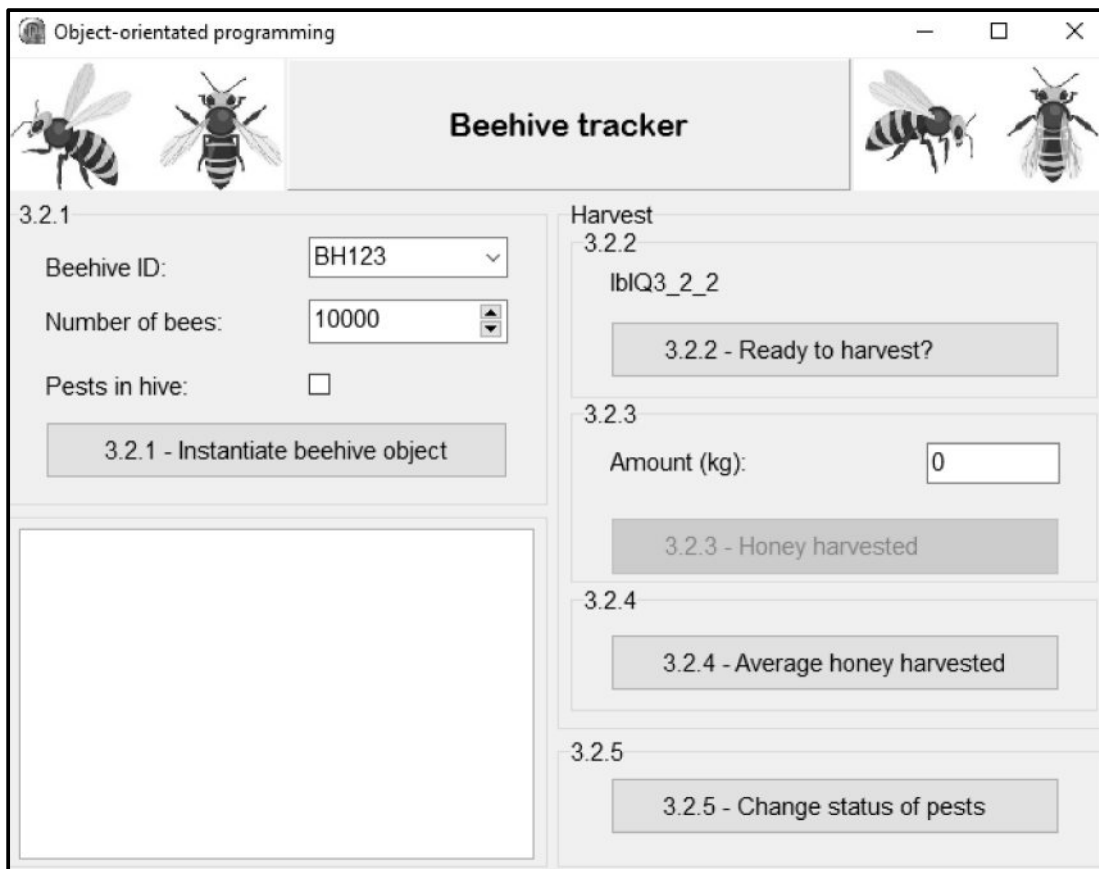 Object-orientated programming
Beehive tracker
3.2.1
Beehive ID:
BH123
Number of bees:
10000
Pests in hive:
3.2.1 - Instantiate beehive object
Harvest
3.2.2
lblQ3_2_2
3.2.2 - Ready to harvest?
3.2.3
Amount (kg):
0
3.2.3 - Honey harvested
3.2.4
3.2.4 - Average honey harvested
3.2.5
3.2.5 - Change status of pests